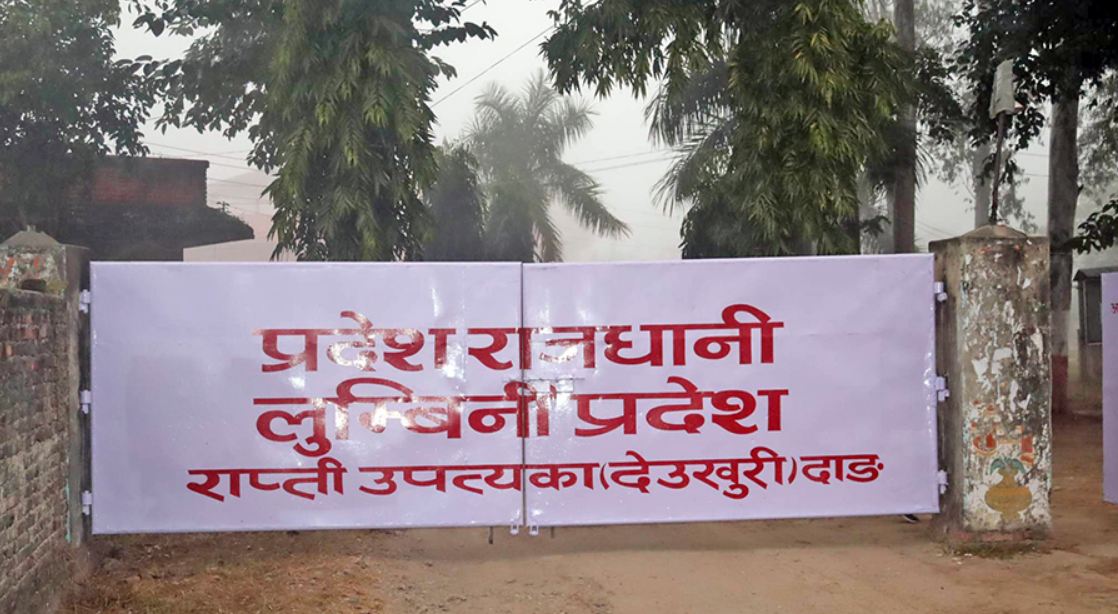 प्रदेश राजधानी
लुम्बिनी प्रदेश
राप्ती उपत्यका(देउखुरी)दाङ